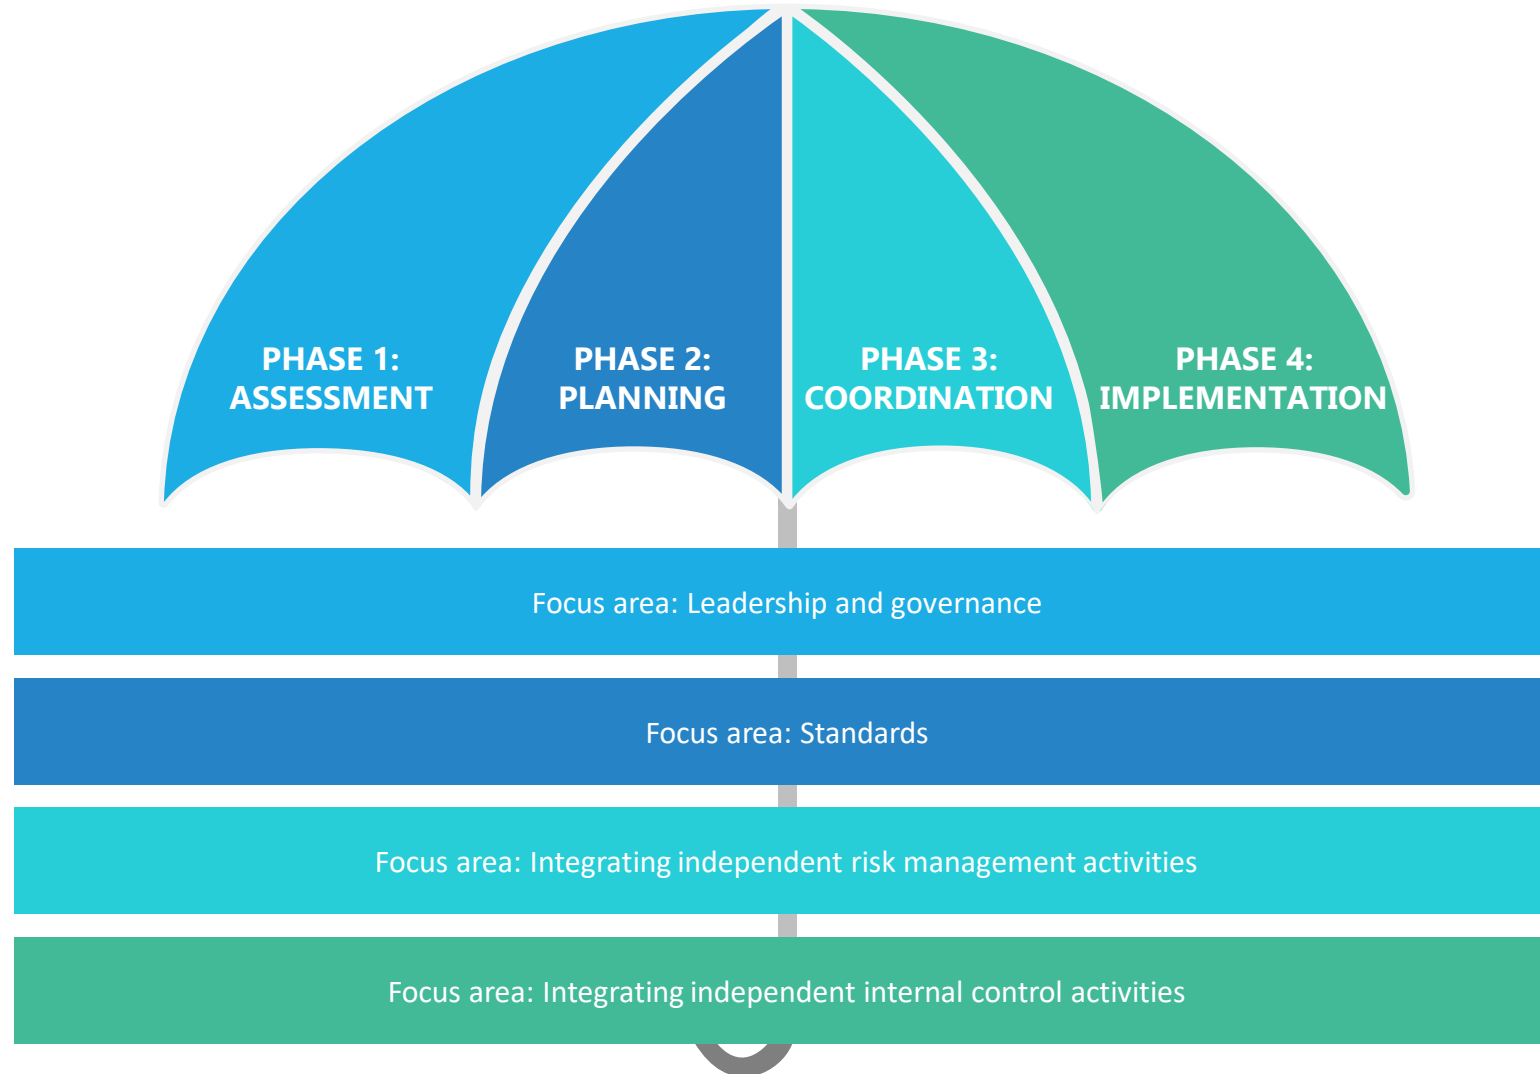 PHASE 1:
ASSESSMENT
PHASE 2:
PLANNING
PHASE 3:
COORDINATION
PHASE 4:
IMPLEMENTATION
Focus area: Leadership and governance
Focus area: Standards
Focus area: Integrating independent risk management activities
Focus area: Integrating independent internal control activities